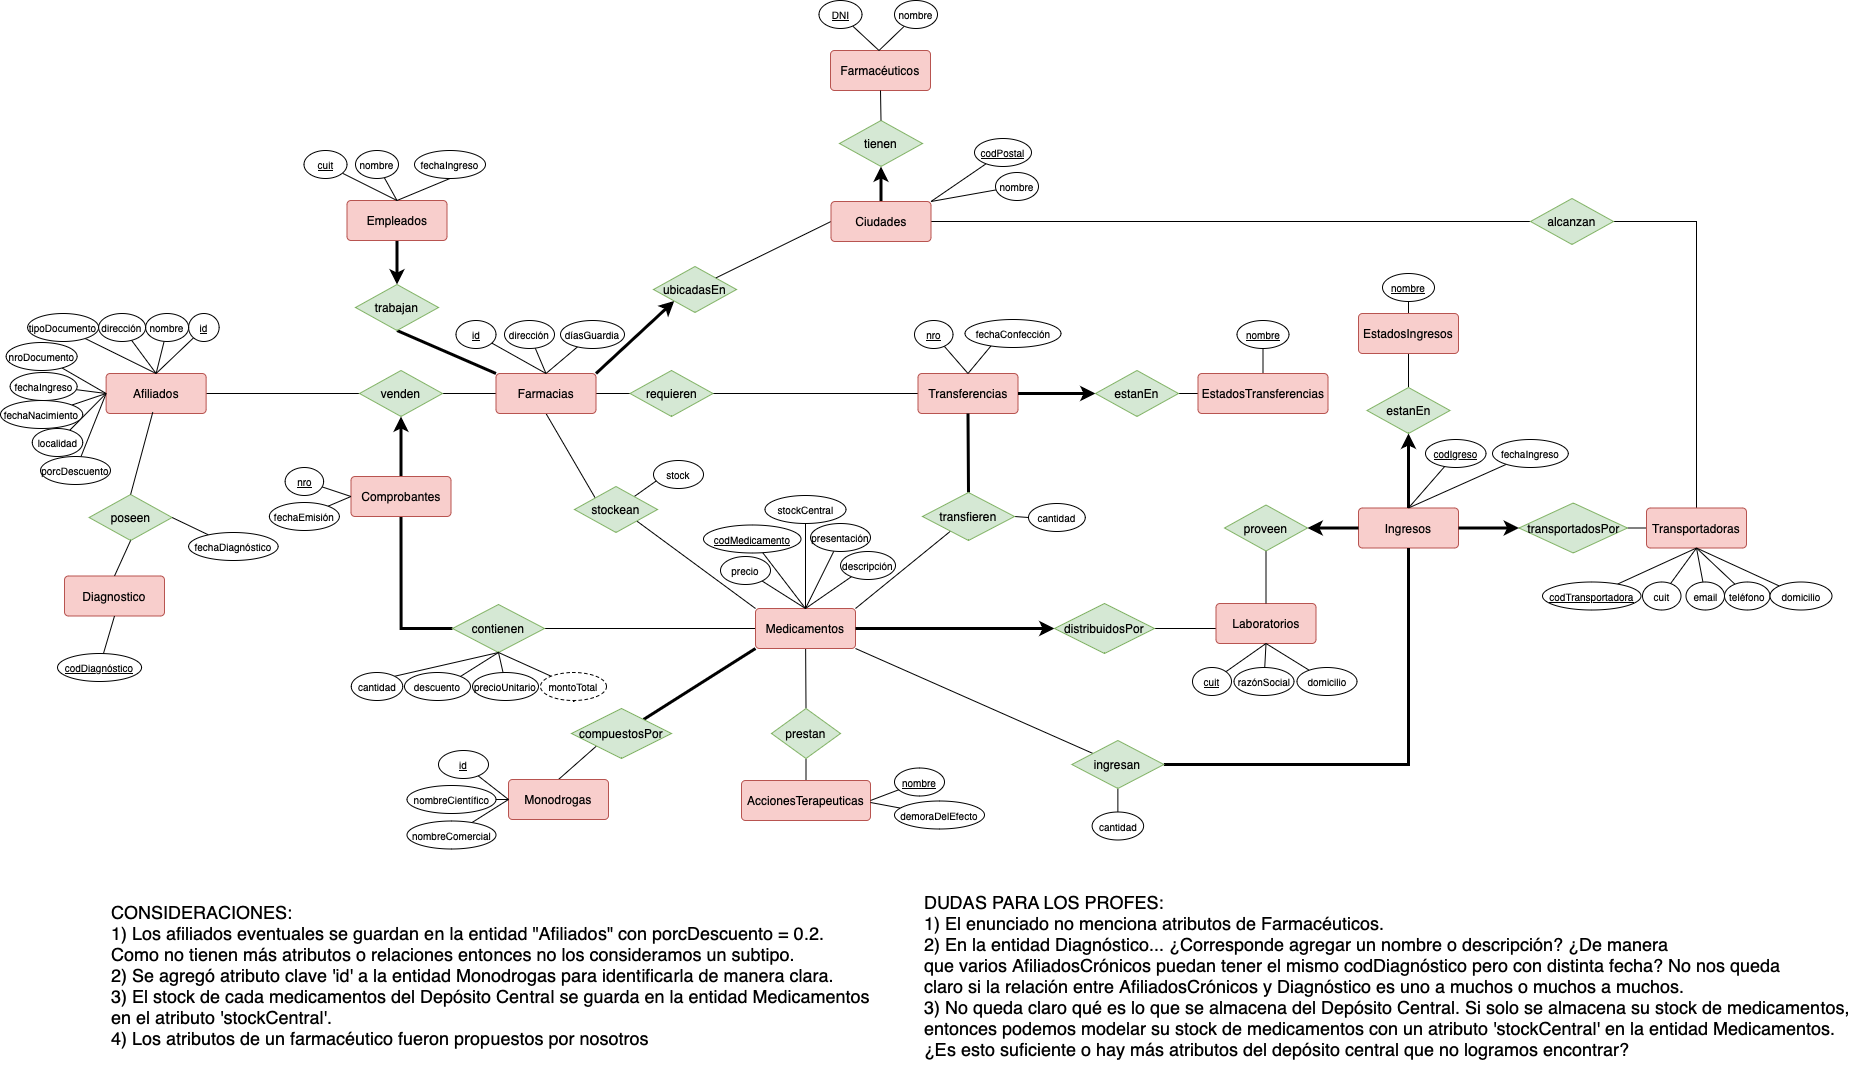 DNI
nombre
Farmacéuticos
tienen
codPostal
nombre
Ciudades
alcanzan
cuit
nombre
fechaIngreso
Empleados
trabajan
ubicadasEn
nombre
EstadosIngresos
estanEn
tipoDocumento
dirección
nombre
id
nroDocumento
fechaIngreso
fechaNacimiento
localidad
porcDescuento
Afiliados
venden
id
dirección
díasGuardia
Farmacias
requieren
nro
fechaConfección
Transferencias
estanEn
nombre
EstadosTransferencias
codIgreso
fechaIngreso
nro
fechaEmisión
Comprobantes
stock
stockean
poseen
fechaDiagnóstico
Diagnostico
codDiagnóstico
stockCentral
codMedicamento
presentación
precio
descripción
transfieren
cantidad
proveen
Ingresos
transportadosPor
Transportadoras
codTransportadora
cuit
email
teléfono
domicilio
contienen
Medicamentos
distribuidosPor
Laboratorios
cuit
razónSocial
domicilio
cantidad
descuento
precioUnitario
montoTotal
compuestosPor
prestan
ingresan
cantidad
id
nombreCientífico
nombreComercial
Monodrogas
AccionesTerapeuticas
nombre
demoraDelEfecto
CONSIDERACIONES:
1) Los afiliados eventuales se guardan en la entidad "Afiliados" con porcDescuento = 0.2.
Como no tienen más atributos o relaciones entonces no los consideramos un subtipo.
2) Se agregó atributo clave 'id' a la entidad Monodrogas para identificarla de manera clara.
3) El stock de cada medicamentos del Depósito Central se guarda en la entidad Medicamentos
en el atributo 'stockCentral'.
4) Los atributos de un farmacéutico fueron propuestos por nosotros
DUDAS PARA LOS PROFES:
1) El enunciado no menciona atributos de Farmacéuticos.
2) En la entidad Diagnóstico... ¿Corresponde agregar un nombre o descripción? ¿De manera
que varios AfiliadosCrónicos puedan tener el mismo codDiagnóstico pero con distinta fecha? No nos queda
claro si la relación entre AfiliadosCrónicos y Diagnóstico es uno a muchos o muchos a muchos.
3) No queda claro qué es lo que se almacena del Depósito Central. Si solo se almacena su stock de medicamentos,
entonces podemos modelar su stock de medicamentos con un atributo 'stockCentral' en la entidad Medicamentos.
¿Es esto suficiente o hay más atributos del depósito central que no logramos encontrar?